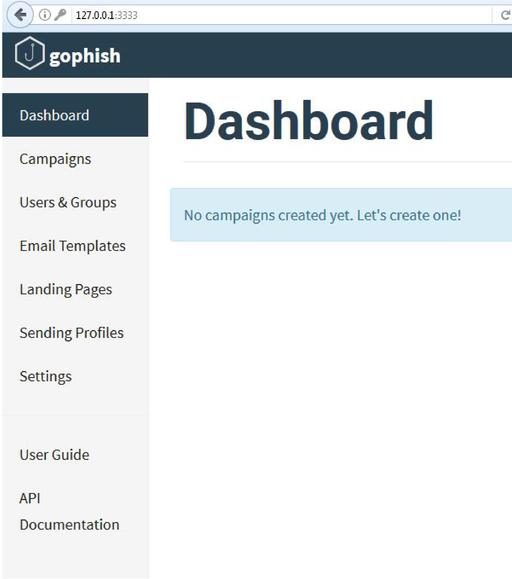 127.0.0.1:3333
gophish
Dashboard
Campaigns
Users & Groups
Email Templates
Landing Pages
Sending Profiles
Settings
User Guide
API
Documentation
Dashboard
No campaigns created yet. Let's create one!